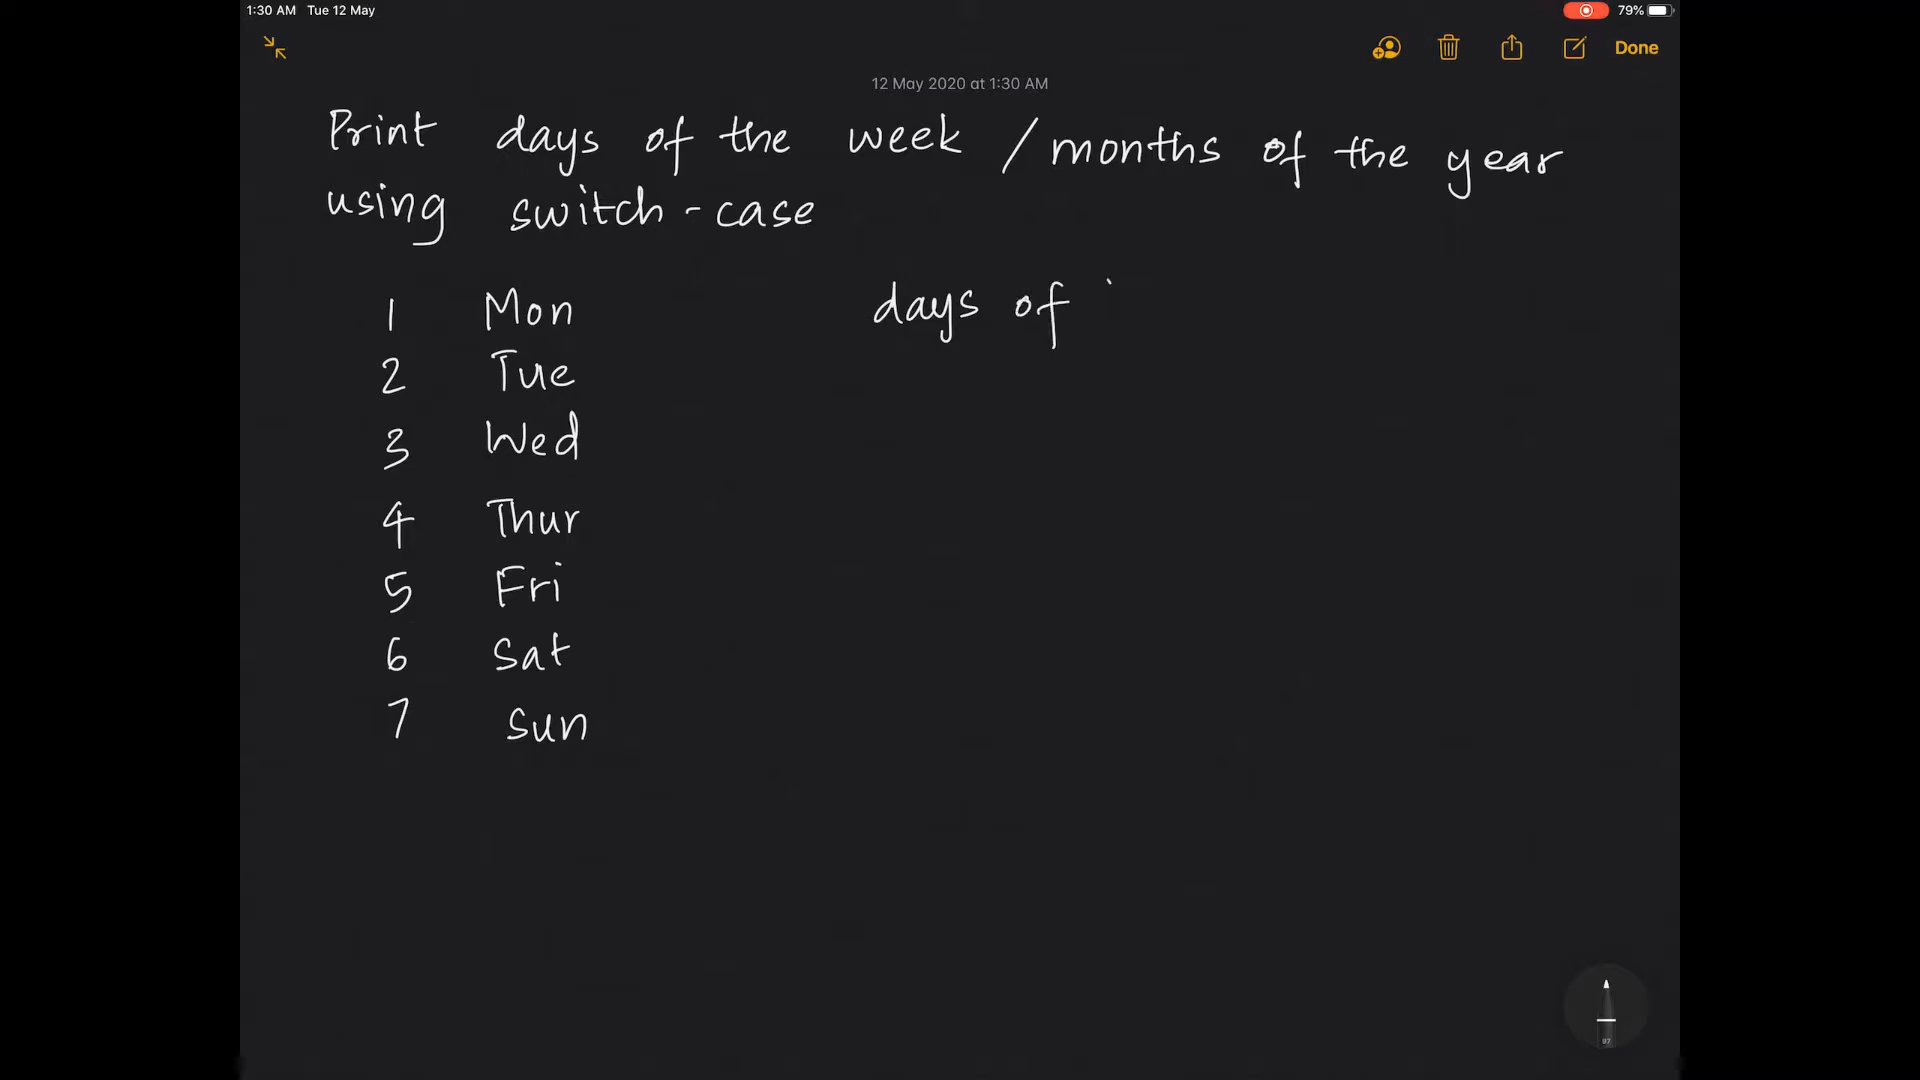 1:30 AM Tue 12 May
79%
Done
12 May 2020 at 1:30 AM
Print days of the week / months of the year
using switch - case
1 Mon
2 Tue
3 Wed
4 Thur
5 Fri
6 Sat
7 Sun
days of
97